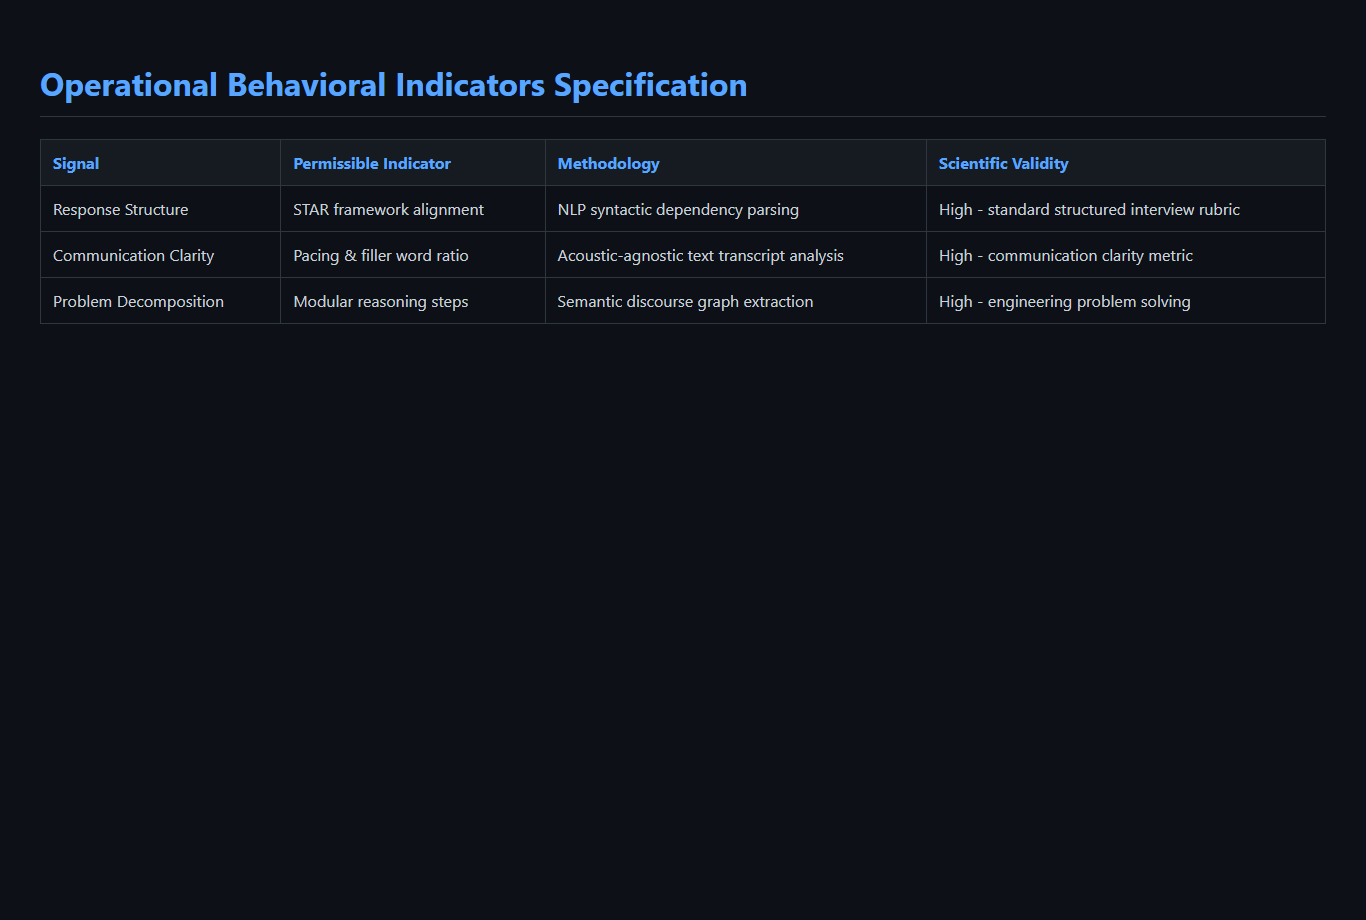 Operational Behavioral Indicators Specification
Signal Permissible Indicator Methodology Scientific Validity
Response Structure STAR framework alignment NLP syntactic dependency parsing High - standard structured interview rubric
Communication Clarity Pacing & filler word ratio Acoustic-agnostic text transcript analysis High - communication clarity metric
Problem Decomposition Modular reasoning steps Semantic discourse graph extraction High - engineering problem solving